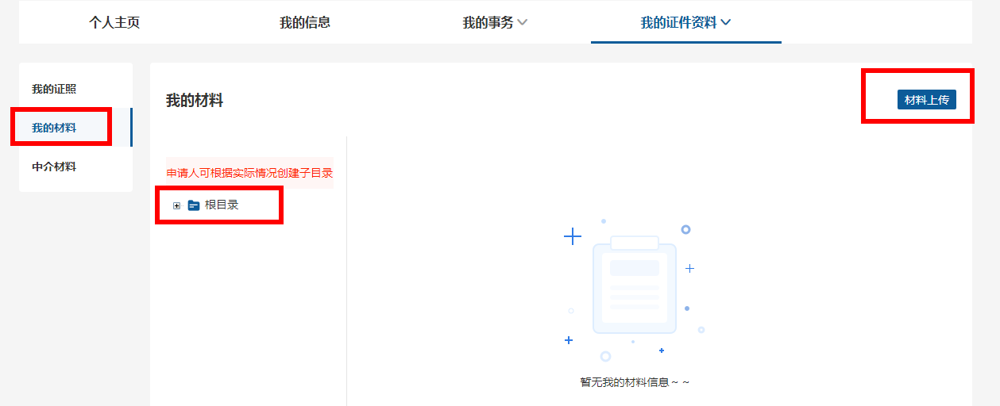 个人主页
我的信息
我的事务
我的证件资料
我的证照
我的材料
中介材料
我的材料
材料上传
申请人可根据实际情况创建子目录
根目录
暂无我的材料信息~~